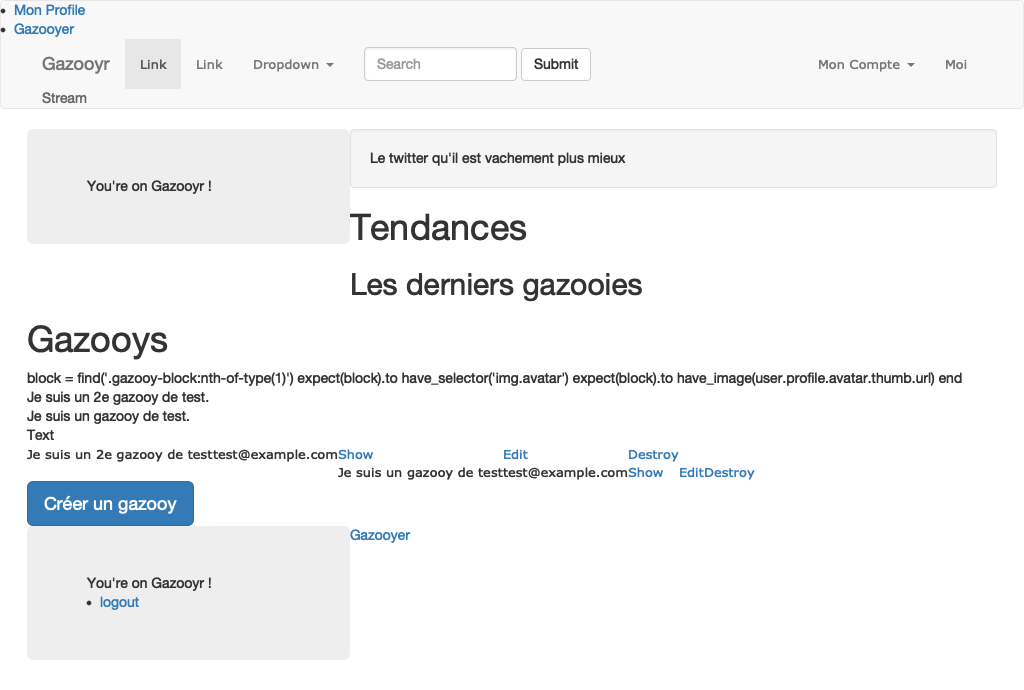 Mon Profile
Gazooyer
Gazooyr Link Link Dropdown Search Submit Mon Compte Moi
Stream
You're on Gazooyr !
Le twitter qu'il est vachement plus mieux
Tendances
Les derniers gazooies
Gazooys
block = find('.gazooy-block:nth-of-type(1)') expect(block).to have_selector('img.avatar') expect(block).to have_image(user.profile.avatar.thumb.url) end
Je suis un 2e gazooy de test.
Je suis un gazooy de test.
Text
Je suis un 2e gazooy de testtest@example.comShow Edit Destroy
Je suis un gazooy de testtest@example.comShow EditDestroy
Créer un gazooy
Gazooyer
You're on Gazooyr !
logout